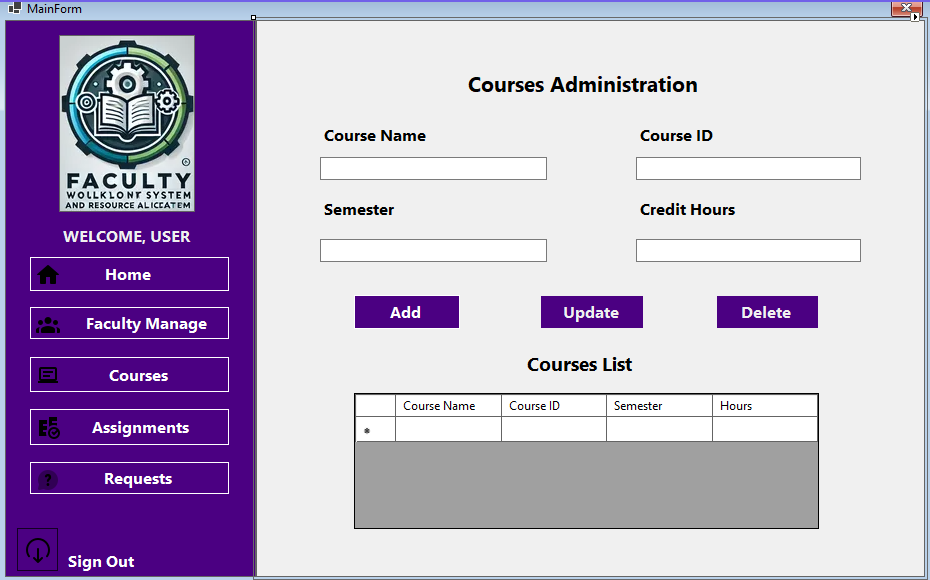 MainForm
FACULTY
WOLLKLONT SYSTEM
AND RESOURCE ALICATEM
WELCOME, USER
Home
Faculty Manage
Courses
Assignments
Requests
Sign Out
Courses Administration
Course Name
Course ID
Semester
Credit Hours
Add
Update
Delete
Courses List
Course Name Course ID Semester Hours